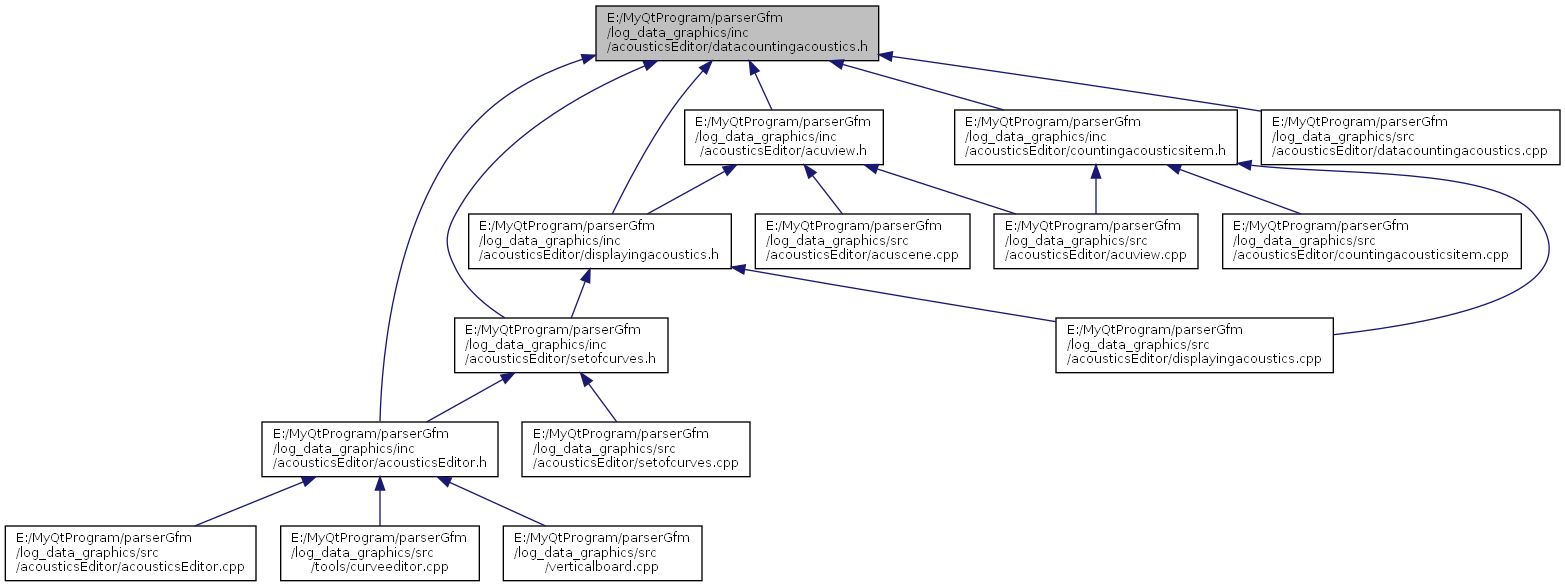 E:/MyQtProgram/parserGfm
/log_data_graphics/inc
/acousticsEditor/datacountingacoustics.h
E:/MyQtProgram/parserGfm
/log_data_graphics/inc
/acousticsEditor/acuview.h
E:/MyQtProgram/parserGfm
/log_data_graphics/inc
/acousticsEditor/countingacousticsitem.h
E:/MyQtProgram/parserGfm
/log_data_graphics/src
/acousticsEditor/datacountingacoustics.cpp
E:/MyQtProgram/parserGfm
/log_data_graphics/inc
/acousticsEditor/displayingacoustics.h
E:/MyQtProgram/parserGfm
/log_data_graphics/src
/acousticsEditor/acuscene.cpp
E:/MyQtProgram/parserGfm
/log_data_graphics/src
/acousticsEditor/acuview.cpp
E:/MyQtProgram/parserGfm
/log_data_graphics/src
/acousticsEditor/countingacousticsitem.cpp
E:/MyQtProgram/parserGfm
/log_data_graphics/inc
/acousticsEditor/setofcurves.h
E:/MyQtProgram/parserGfm
/log_data_graphics/src
/acousticsEditor/displayingacoustics.cpp
E:/MyQtProgram/parserGfm
/log_data_graphics/inc
/acousticsEditor/acousticsEditor.h
E:/MyQtProgram/parserGfm
/log_data_graphics/src
/acousticsEditor/setofcurves.cpp
E:/MyQtProgram/parserGfm
/log_data_graphics/src
/acousticsEditor/acousticsEditor.cpp
E:/MyQtProgram/parserGfm
/log_data_graphics/src
/tools/curveeditor.cpp
E:/MyQtProgram/parserGfm
/log_data_graphics/src
/verticalboard.cpp